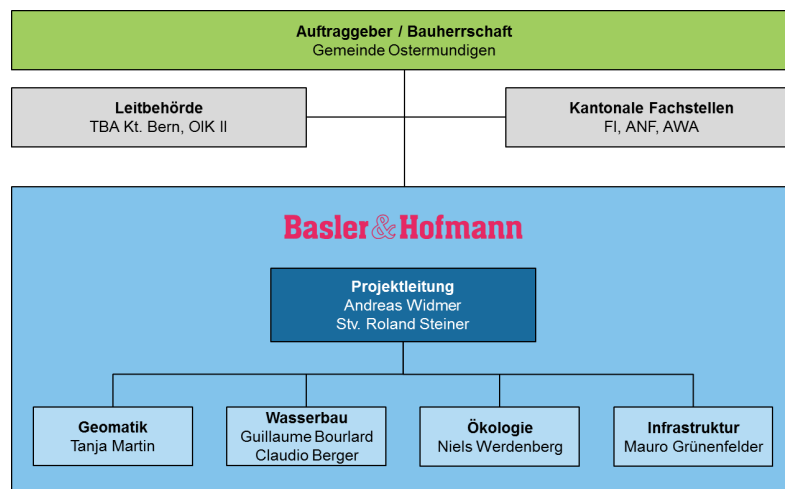 Auftraggeber / Bauherrschaft
Gemeinde Ostermundigen
Leitbehörde
TBA Kt. Bern, OIK II
Kantonale Fachstellen
FI, ANF, AWA
Basler&Hofmann
Projektleitung
Andreas Widmer
Stv. Roland Steiner
Geomatik
Tanja Martin
Wasserbau
Guillaume Bourlard
Claudio Berger
Ökologie
Niels Werdenberg
Infrastruktur
Mauro Grünenfelder